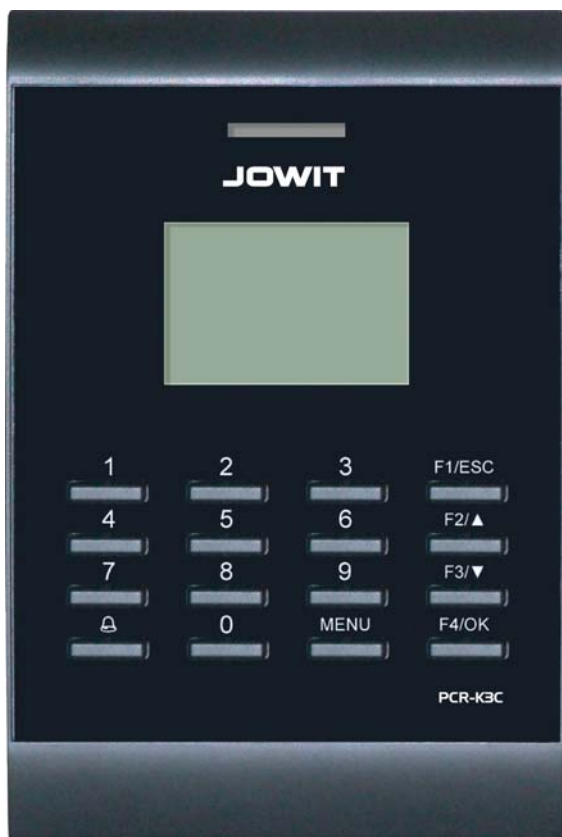 JOWIT
1 2 3 F1/ESC
4 5 6 F2/▲
7 8 9 F3/▼
0 MENU F4/OK
PCR-K3C